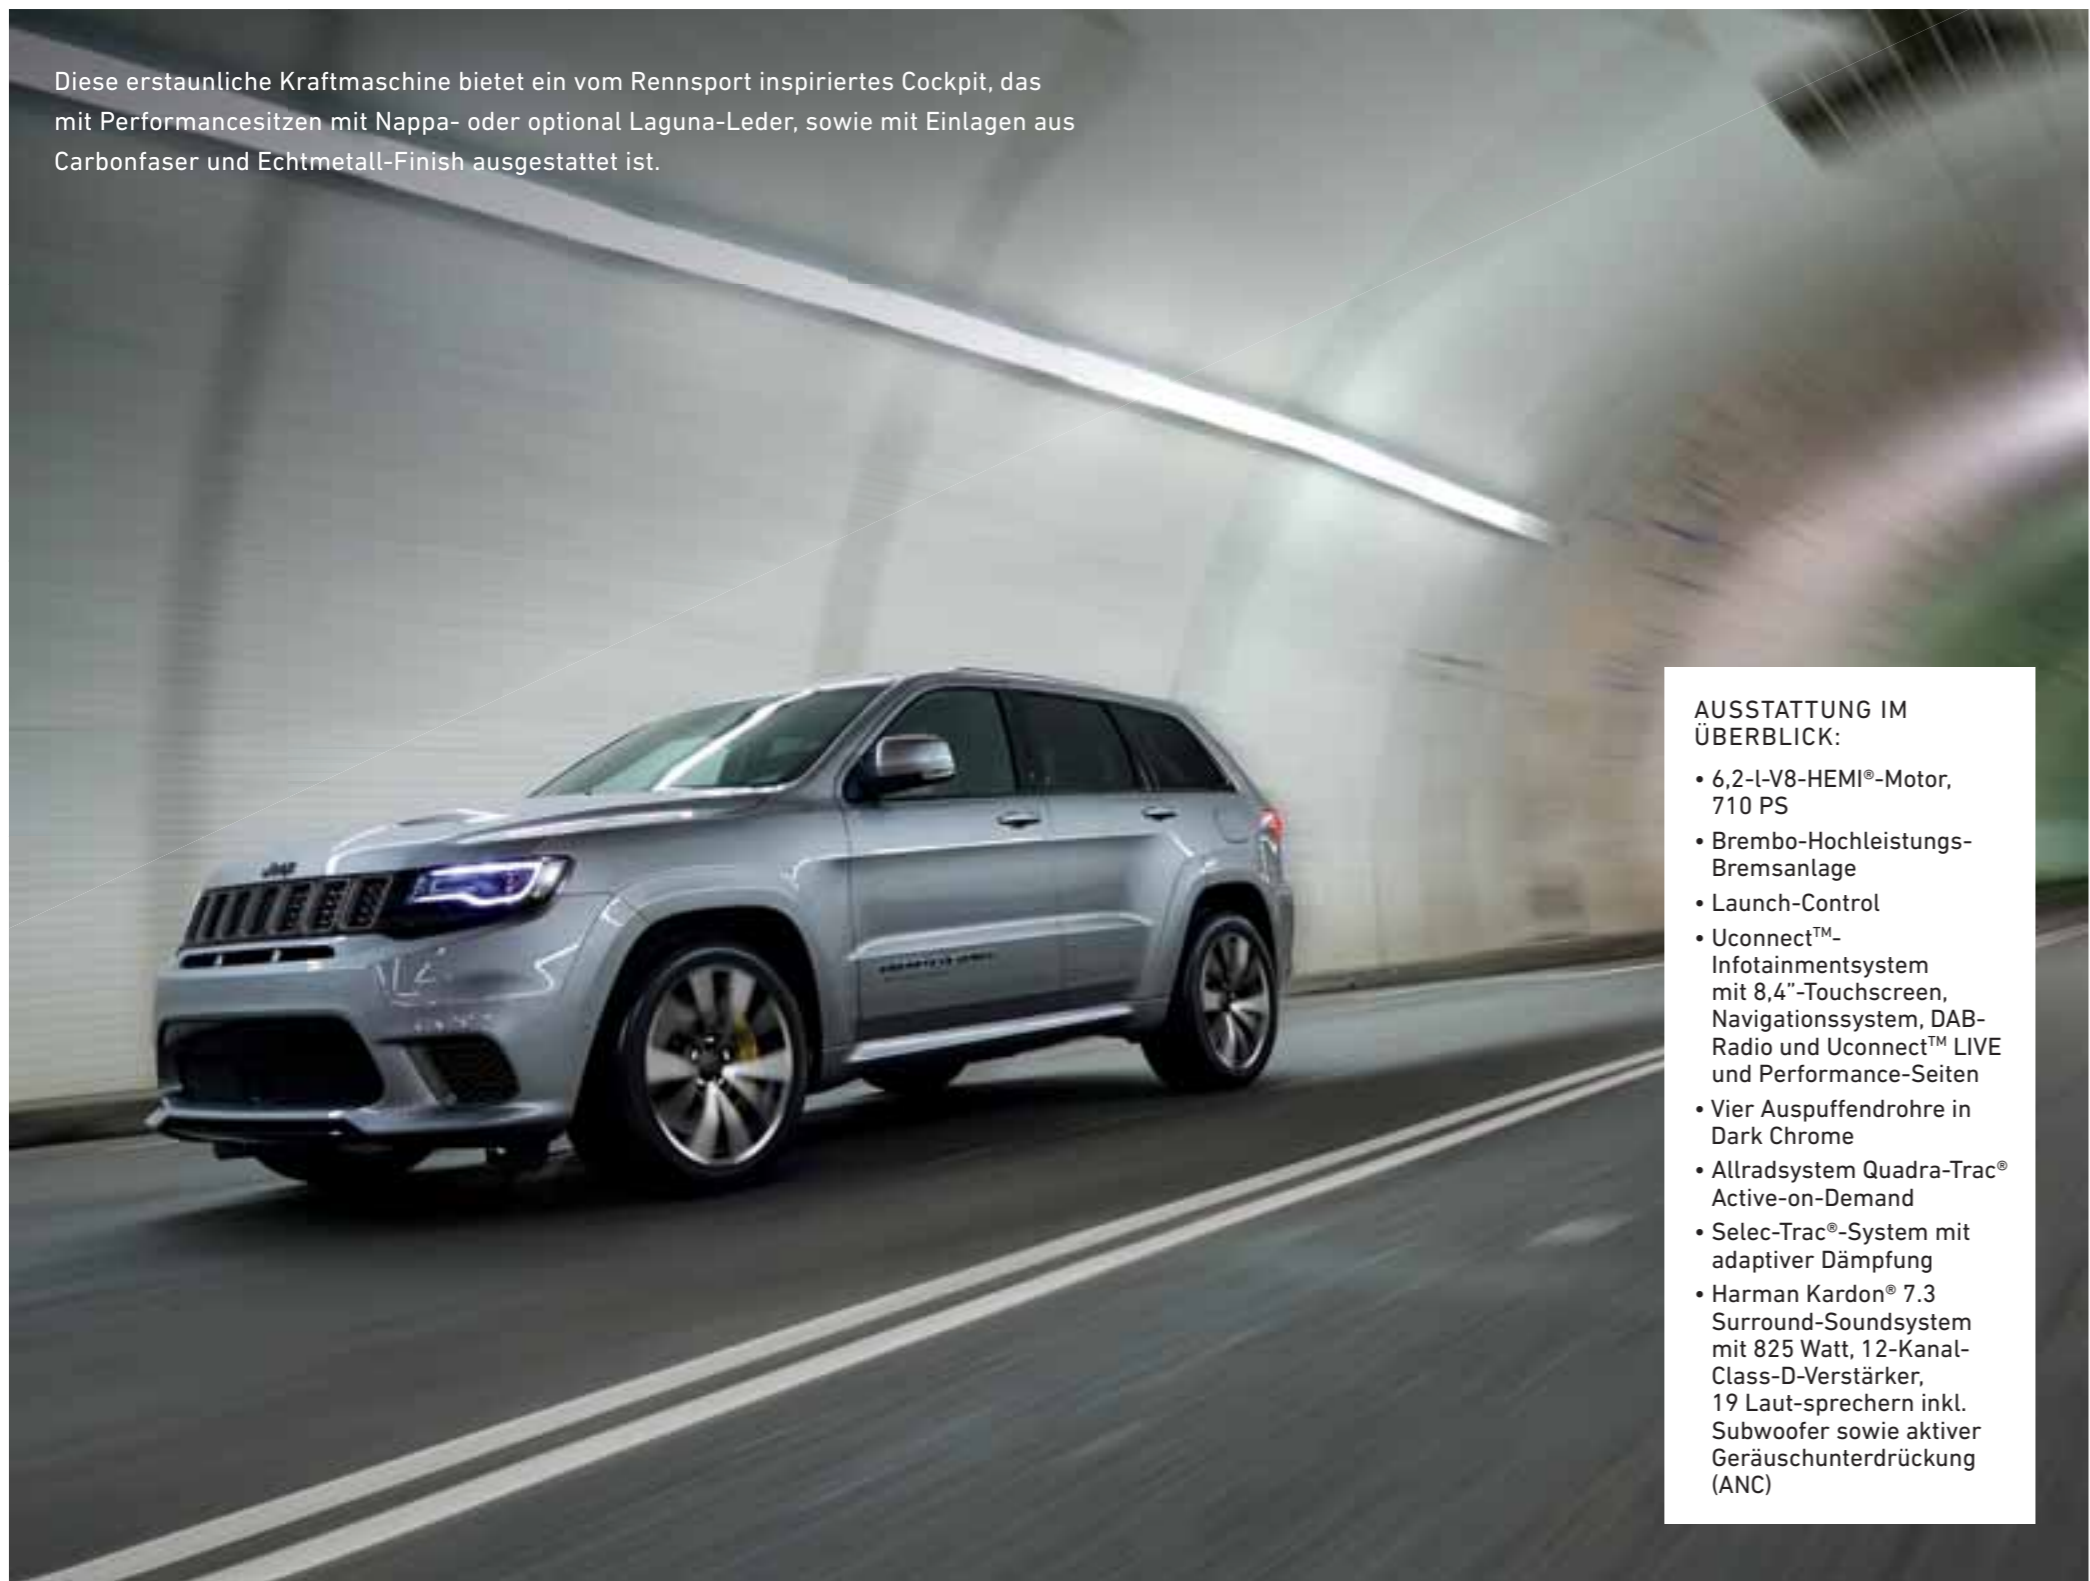 Diese erstaunliche Kraftmaschine bietet ein vom Rennsport inspiriertes Cockpit, das
mit Performancesitzen mit Nappa- oder optional Laguna-Leder, sowie mit Einlagen aus
Carbonfaser und Echtmetall-Finish ausgestattet ist.
Jeep
AUSSTATTUNG IM
ÜBERBLICK:
• 6,2-l-V8-HEMI®-Motor,
710 PS
• Brembo-Hochleistungs-
Bremsanlage
• Launch-Control
• Uconnect™-
Infotainmentsystem
mit 8,4”-Touchscreen,
Navigationssystem, DAB-
Radio und Uconnect™ LIVE
und Performance-Seiten
• Vier Auspuffendrohre in
Dark Chrome
• Allradsystem Quadra-Trac®
Active-on-Demand
• Selec-Trac®-System mit
adaptiver Dämpfung
• Harman Kardon® 7.3
Surround-Soundsystem
mit 825 Watt, 12-Kanal-
Class-D-Verstärker,
19 Laut-sprechern inkl.
Subwoofer sowie aktiver
Geräuschunterdrückung
(ANC)